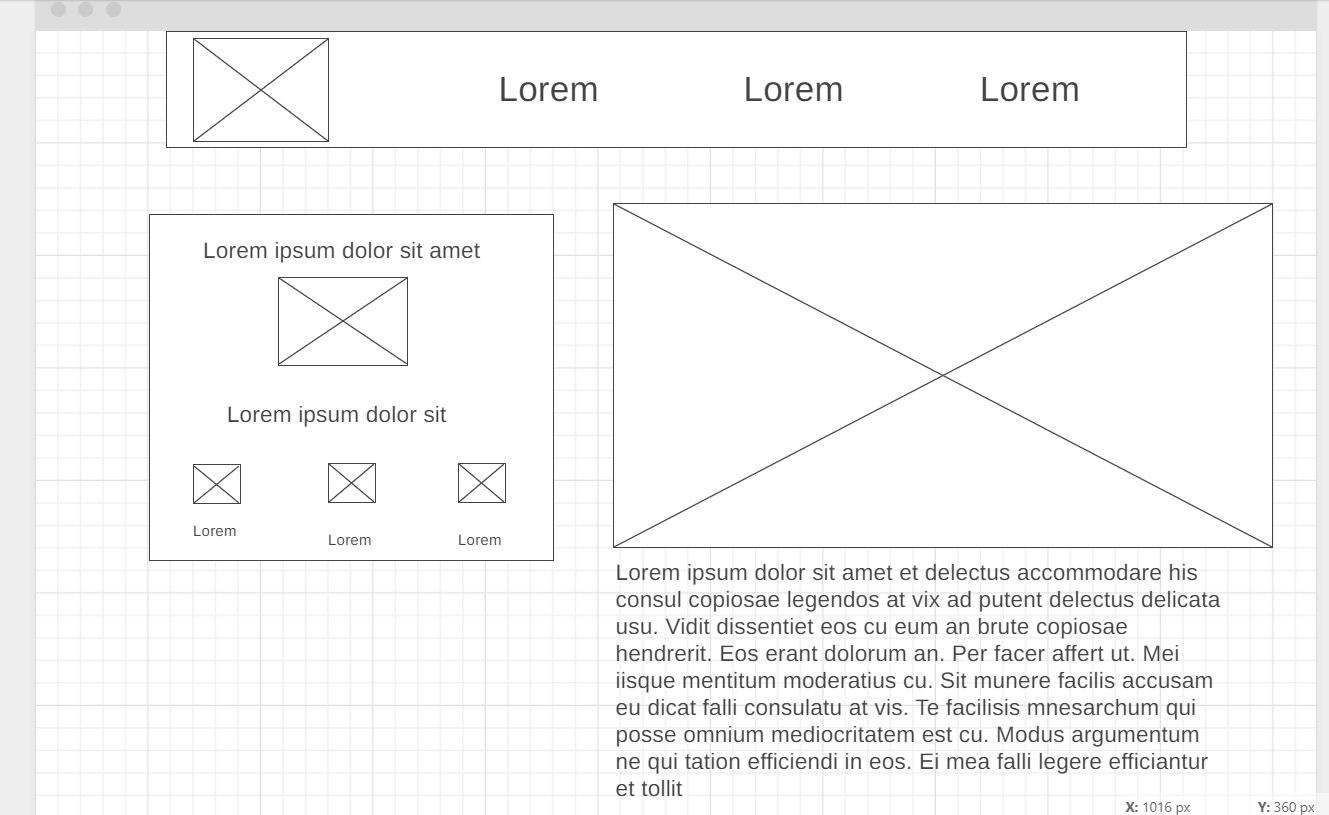 Lorem
Lorem
Lorem
Lorem ipsum dolor sit amet
Lorem ipsum dolor sit
Lorem
Lorem
Lorem
Lorem ipsum dolor sit amet et delectus accommodare his
consul copiosae legendos at vix ad putent delectus delicata
usu. Vidit dissentiet eos cu eum an brute copiosae
hendrerit. Eos erant dolorum an. Per facer affert ut. Mei
iisque mentitum moderatius cu. Sit munere facilis accusam
eu dicat falli consulatu at vis. Te facilisis mnesarchum qui
posse omnium mediocritatem est cu. Modus argumentum
ne qui tation efficiendi in eos. Ei mea falli legere efficiantur
et tollit
X: 1016 px Y: 360 px